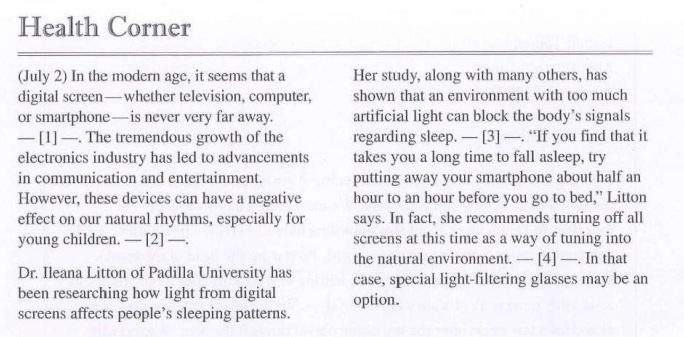 Health Corner
(July 2) In the modern age, it seems that a
digital screen—whether television, computer,
or smartphone—is never very far away.
— [1] —. The tremendous growth of the
electronics industry has led to advancements
in communication and entertainment.
However, these devices can have a negative
effect on our natural rhythms, especially for
young children. — [2] —.
Dr. Ileana Litton of Padilla University has
been researching how light from digital
screens affects people's sleeping patterns.
Her study, along with many others, has
shown that an environment with too much
artificial light can block the body's signals
regarding sleep. — [3] —. “If you find that it
takes you a long time to fall asleep, try
putting away your smartphone about half an
hour to an hour before you go to bed,” Litton
says. In fact, she recommends turning off all
screens at this time as a way of tuning into
the natural environment. — [4] —. In that
case, special light-filtering glasses may be an
option.